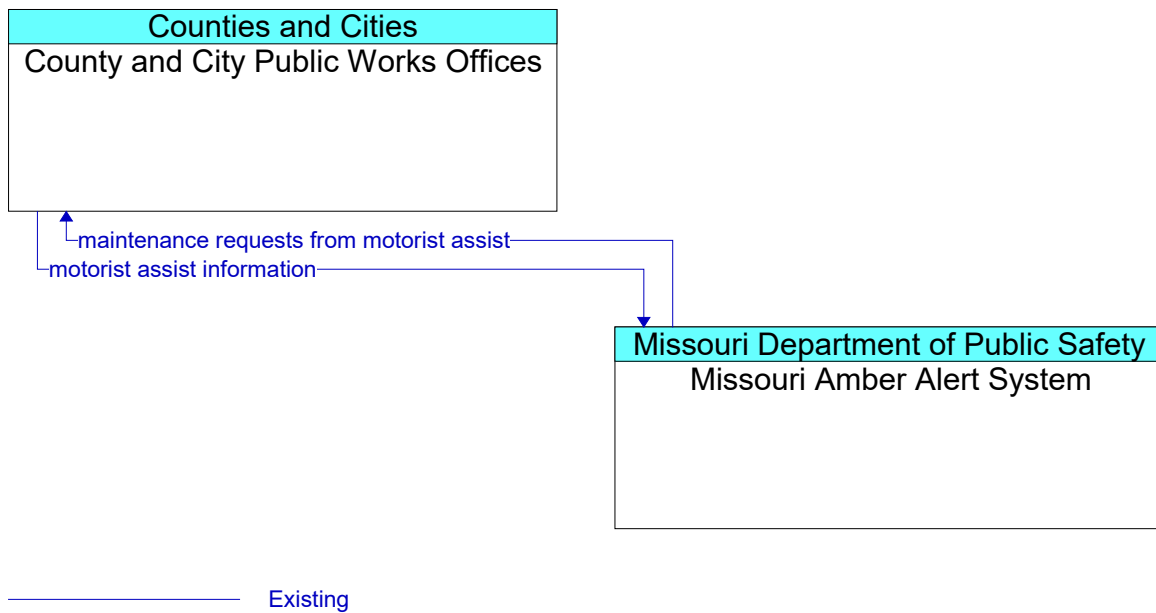 Counties and Cities
County and City Public Works Offices
maintenance requests from motorist assist
motorist assist information
Missouri Department of Public Safety
Missouri Amber Alert System
Existing